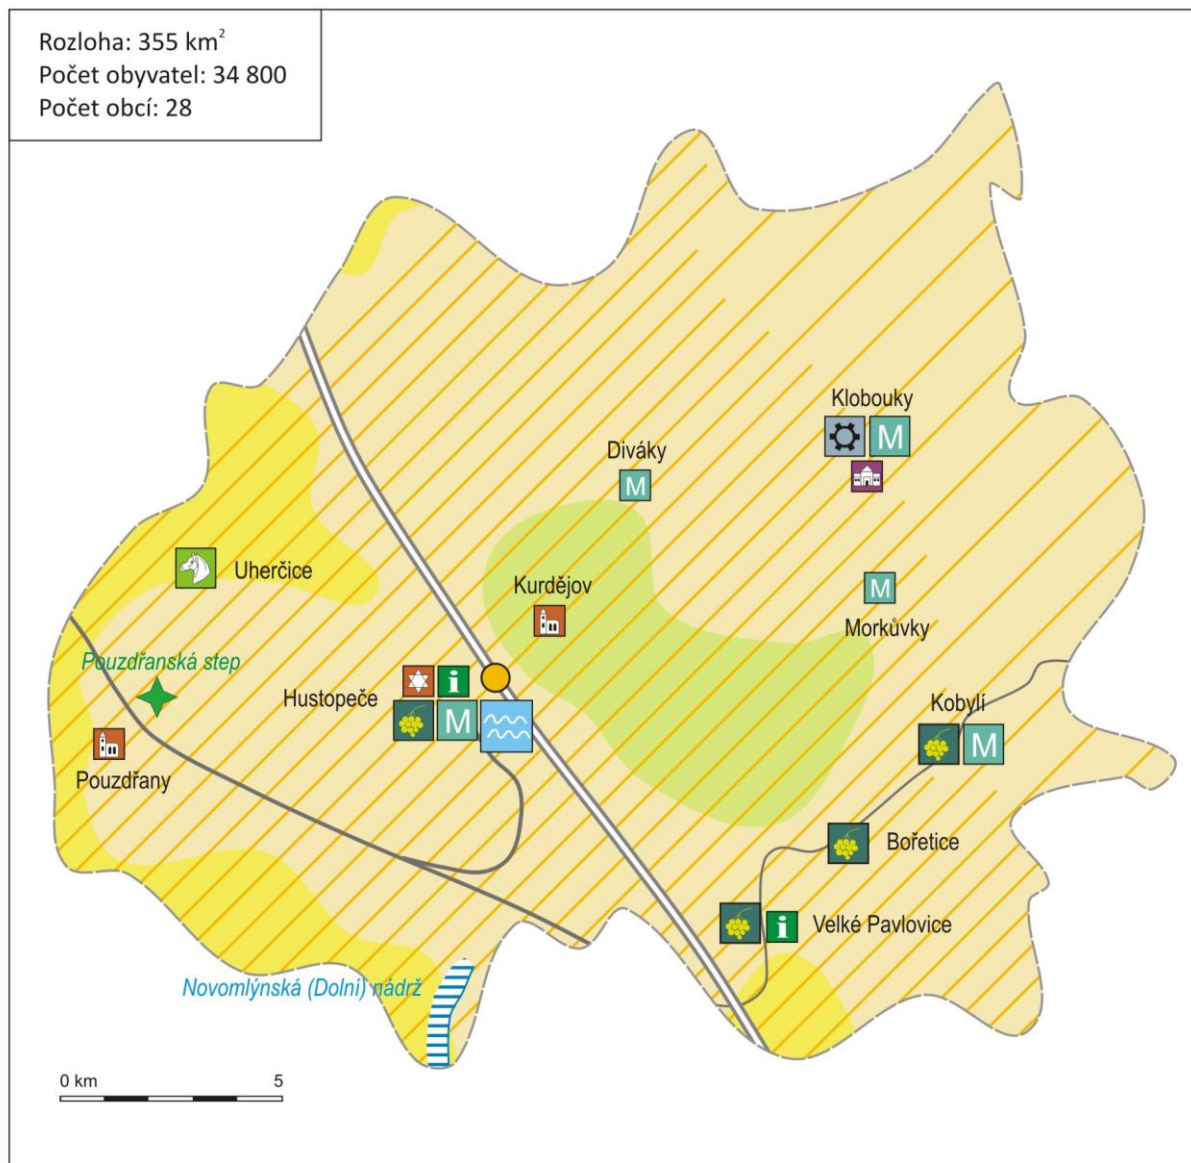 Rozloha: 355 km²
Počet obyvatel: 34 800
Počet obcí: 28
Klobouky
M
Diváky
M
Uherčice
Kurdějov
M
Morkůvky
Pouzdřanská step
Hustopeče
i
M
Kobylí
M
Pouzdřany
Bořetice
i
Velké Pavlovice
Novomlýnská (Dolní) nádrž
0 km 5